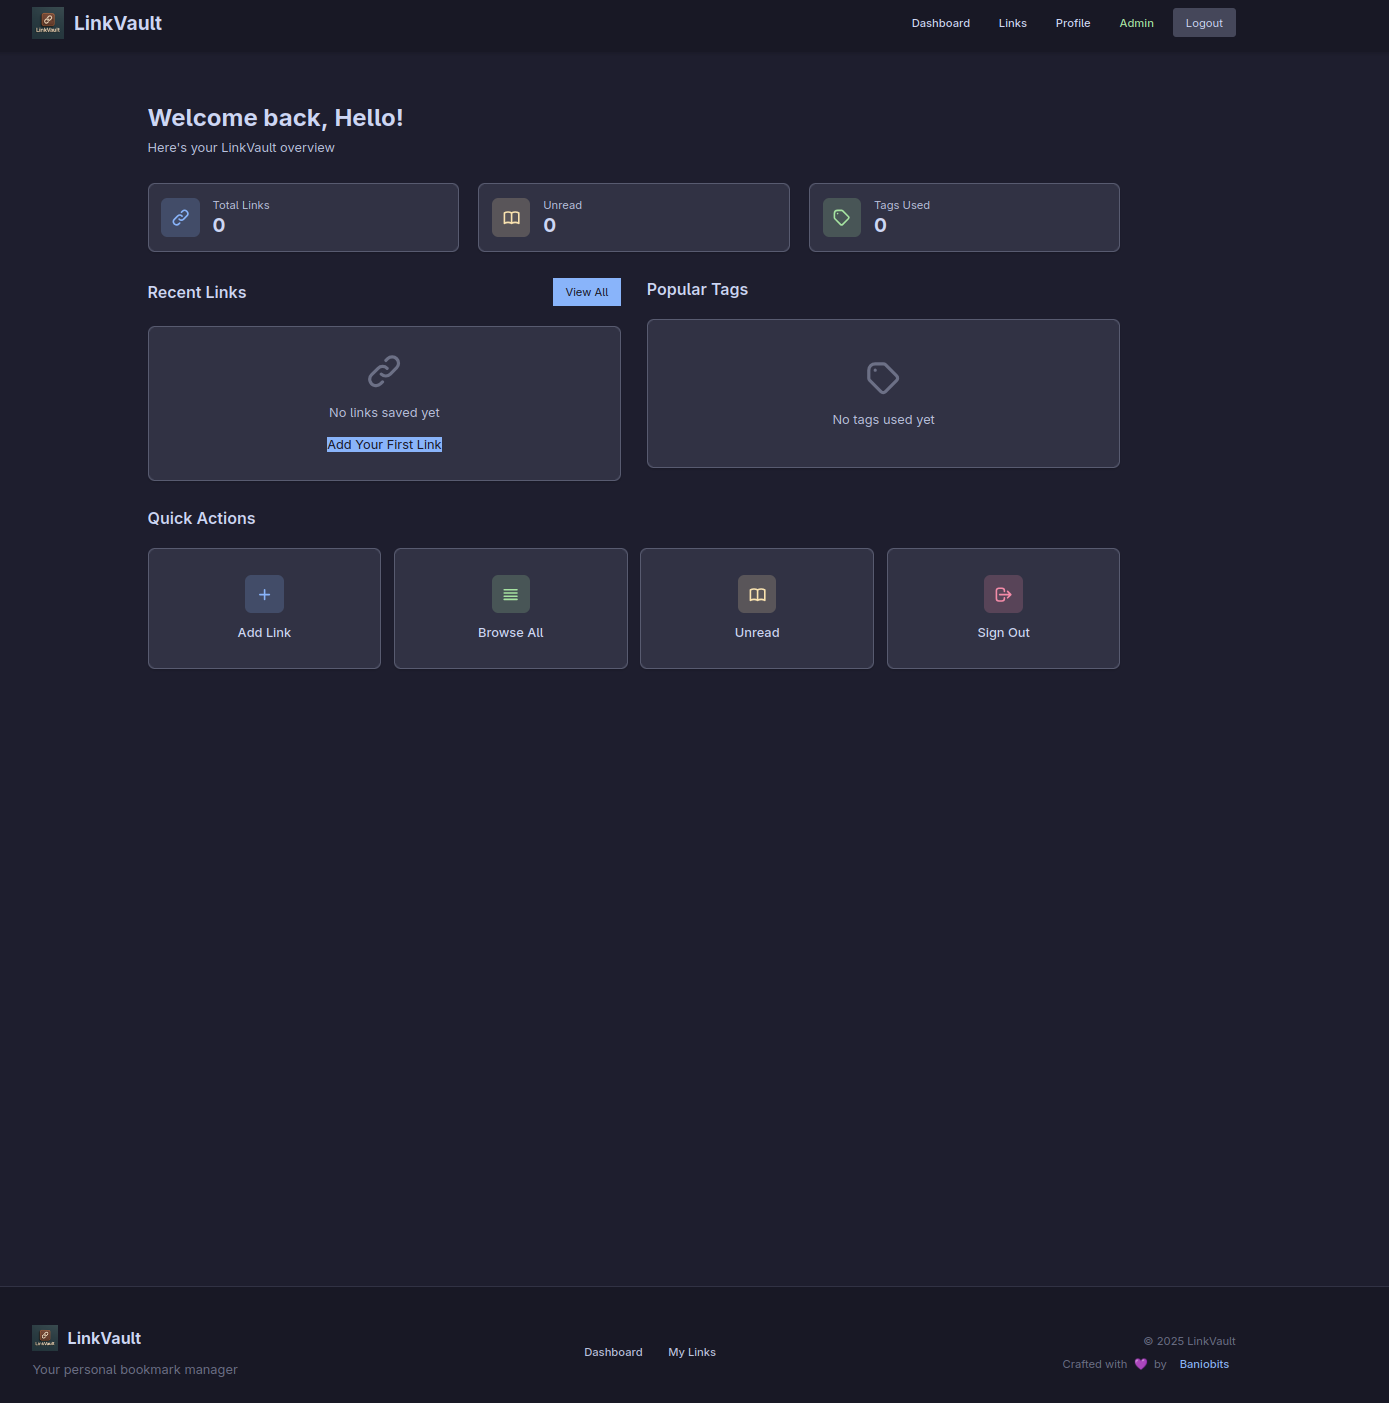 LinkVault
LinkVault
Dashboard
Links
Profile
Admin
Logout
Welcome back, Hello!
Here's your LinkVault overview
Total Links
0
Unread
0
Tags Used
0
Recent Links
View All
Popular Tags
No links saved yet
Add Your First Link
No tags used yet
Quick Actions
Add Link
Browse All
Unread
Sign Out
LinkVault
LinkVault
Your personal bookmark manager
Dashboard
My Links
© 2025 LinkVault
Crafted with 💜 by Baniobits